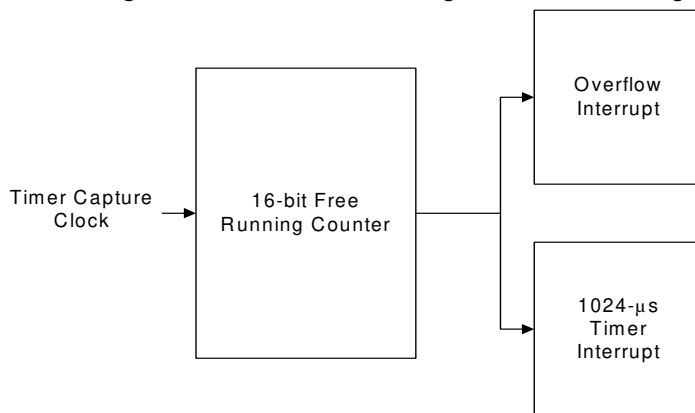 Timer Capture
Clock
16-bit Free
Running Counter
Overflow
Interrupt
1024-μs
Timer
Interrupt